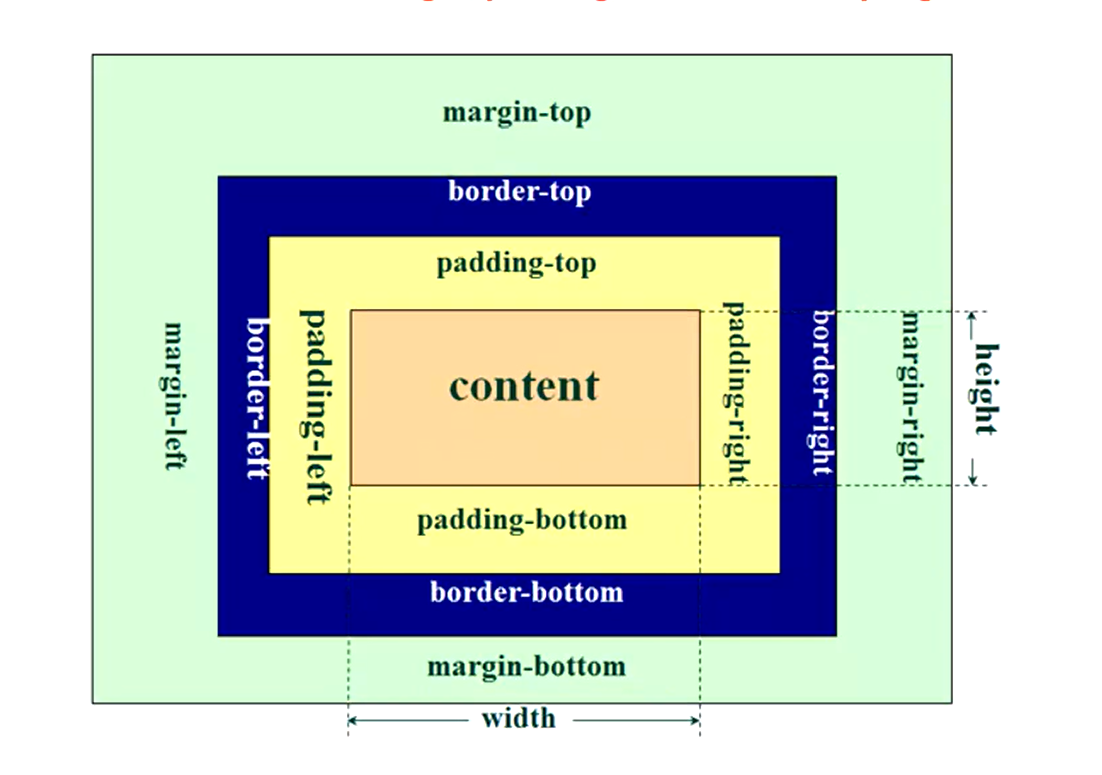 margin-top
border-top
padding-top
margin-left
border-left
padding-left
content
padding-right
border-right
margin-right
height
padding-bottom
border-bottom
margin-bottom
width